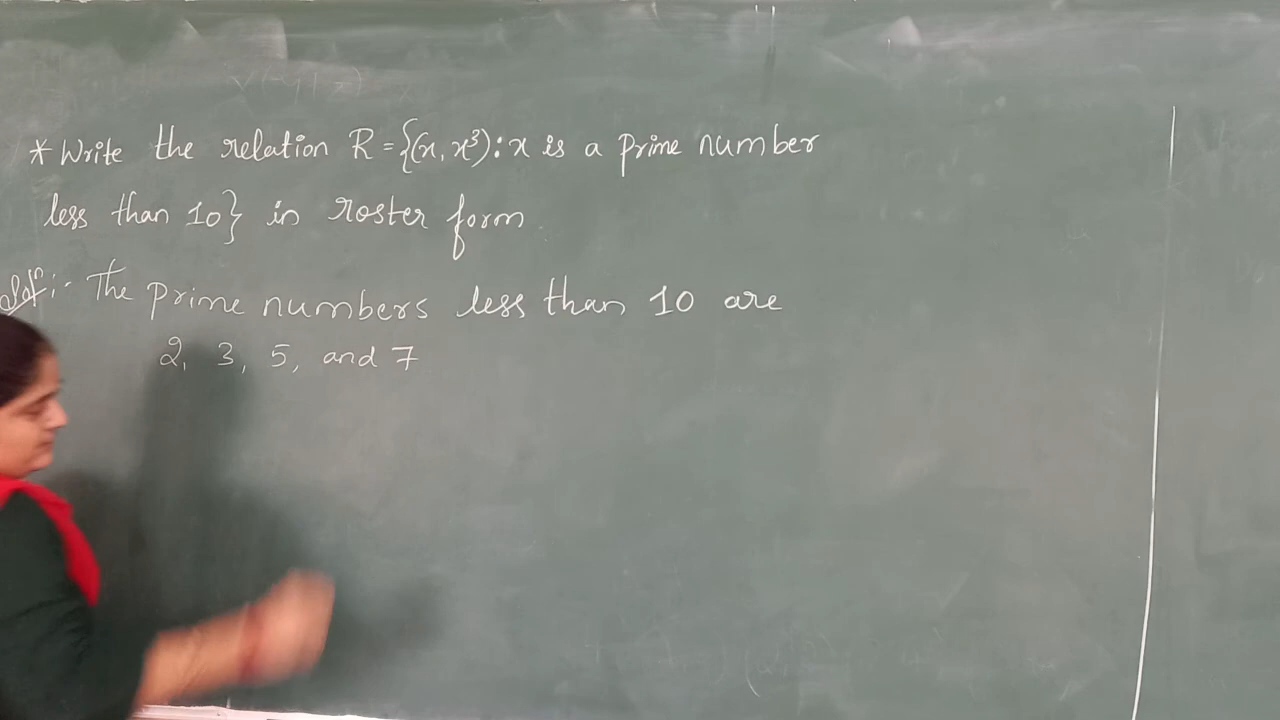 * Write the relation R = {(x, x³) : x is a prime number
less than 10} in roster form.
Solⁿ :- The prime numbers less than 10 are
2, 3, 5, and 7